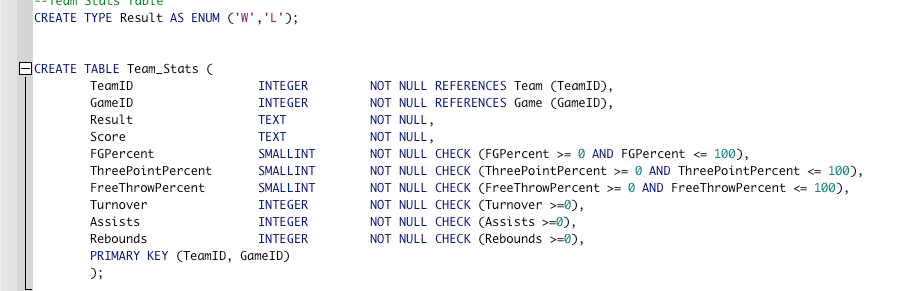 --Team Stats Table
CREATE TYPE Result AS ENUM ('W','L');
CREATE TABLE Team_Stats (
TeamID INTEGER NOT NULL REFERENCES Team (TeamID),
GameID INTEGER NOT NULL REFERENCES Game (GameID),
Result TEXT NOT NULL,
Score TEXT NOT NULL,
FGPercent SMALLINT NOT NULL CHECK (FGPercent >= 0 AND FGPercent <= 100),
ThreePointPercent SMALLINT NOT NULL CHECK (ThreePointPercent >= 0 AND ThreePointPercent <= 100),
FreeThrowPercent SMALLINT NOT NULL CHECK (FreeThrowPercent >= 0 AND FreeThrowPercent <= 100),
Turnover INTEGER NOT NULL CHECK (Turnover >=0),
Assists INTEGER NOT NULL CHECK (Assists >=0),
Rebounds INTEGER NOT NULL CHECK (Rebounds >=0),
PRIMARY KEY (TeamID, GameID)
);